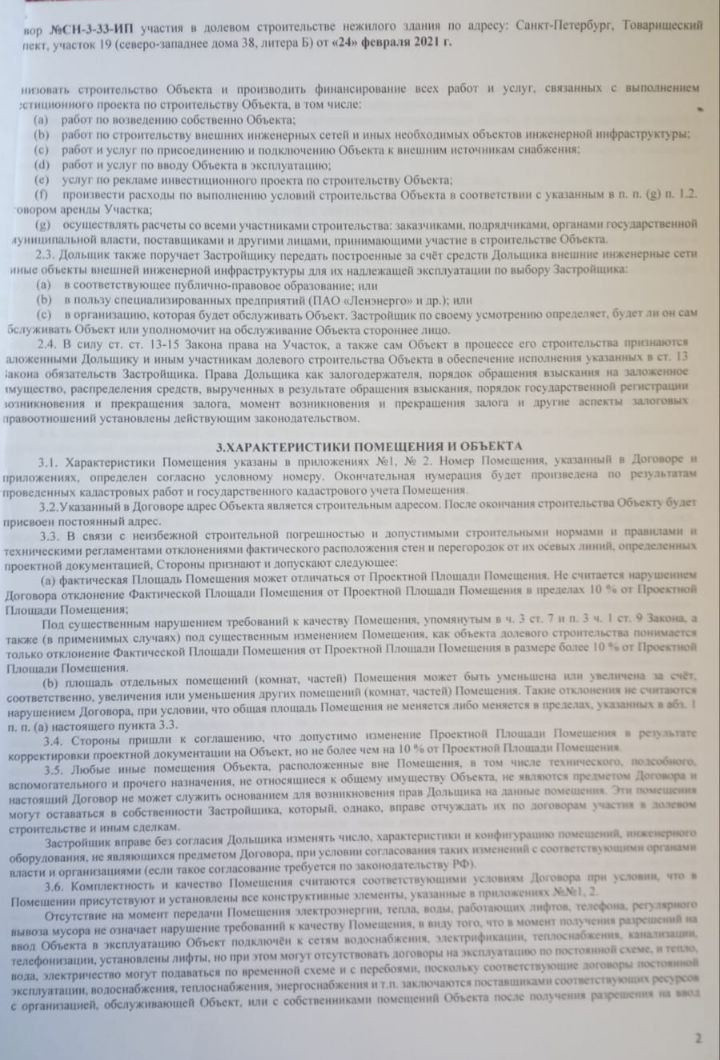 вор №СН-3-33-ИП участия в долевом строительстве нежилого здания по адресу: Санкт-Петербург, Товарищеский
пект, участок 19 (северо-западнее дома 38, литера Б) от «24» февраля 2021 г.
низовать строительство Объекта и производить финансирование всех работ и услуг, связанных с выполнением
естиционного проекта по строительству Объекта, в том числе:
(a) работ по возведению собственно Объекта;
(b) работ по строительству внешних инженерных сетей и иных необходимых объектов инженерной инфраструктуры;
(c) работ и услуг по присоединению и подключению Объекта к внешним источникам снабжения;
(d) работ и услуг по вводу Объекта в эксплуатацию;
(e) услуг по рекламе инвестиционного проекта по строительству Объекта;
(f) произвести расходы по выполнению условий строительства Объекта в соответствии с указанным в п. п. (g) п. 1.2.
говором аренды Участка;
(g) осуществлять расчеты со всеми участниками строительства: заказчиками, подрядчиками, органами государственной
муниципальной власти, поставщиками и другими лицами, принимающими участие в строительстве Объекта.
2.3. Дольщик также поручает Застройщику передать построенные за счёт средств Дольщика внешние инженерные сети
иные объекты внешней инженерной инфраструктуры для их надлежащей эксплуатации по выбору Застройщика:
(a) в соответствующее публично-правовое образование; или
(b) в пользу специализированных предприятий (ПАО «Ленэнерго» и др.); или
(c) в организацию, которая будет обслуживать Объект. Застройщик по своему усмотрению определяет, будет ли он сам
бслуживать Объект или уполномочит на обслуживание Объекта стороннее лицо.
2.4. В силу ст. ст. 13-15 Закона права на Участок, а также сам Объект в процессе его строительства признаются
аложенными Дольщику и иным участникам долевого строительства Объекта в обеспечение исполнения указанных в ст. 13
Закона обязательств Застройщика. Права Дольщика как залогодержателя, порядок обращения взыскания на заложенное
имущество, распределения средств, вырученных в результате обращения взыскания, порядок государственной регистрации
возникновения и прекращения залога, момент возникновения и прекращения залога и другие аспекты залоговых
правоотношений установлены действующим законодательством.
3.ХАРАКТЕРИСТИКИ ПОМЕЩЕНИЯ И ОБЪЕКТА
3.1. Характеристики Помещения указаны в приложениях №1, № 2. Номер Помещения, указанный в Договоре и
приложениях, определен согласно условному номеру. Окончательная нумерация будет произведена по результатам
проведенных кадастровых работ и государственного кадастрового учета Помещения.
3.2.Указанный в Договоре адрес Объекта является строительным адресом. После окончания строительства Объекту будет
присвоен постоянный адрес.
3.3. В связи с неизбежной строительной погрешностью и допустимыми строительными нормами и правилами и
техническими регламентами отклонениями фактического расположения стен и перегородок от их осевых линий, определенных
проектной документацией, Стороны признают и допускают следующее:
(a) фактическая Площадь Помещения может отличаться от Проектной Площади Помещения. Не считается нарушением
Договора отклонение Фактической Площади Помещения от Проектной Площади Помещения в пределах 10 % от Проектной
Площади Помещения;
Под существенным нарушением требований к качеству Помещения, упомянутым в ч. 3 ст. 7 и п. 3 ч. 1 ст. 9 Закона, а
также (в применимых случаях) под существенным изменением Помещения, как объекта долевого строительства понимается
только отклонение Фактической Площади Помещения от Проектной Площади Помещения в размере более 10 % от Проектной
Площади Помещения.
(b) площадь отдельных помещений (комнат, частей) Помещения может быть уменьшена или увеличена за счёт,
соответственно, увеличения или уменьшения других помещений (комнат, частей) Помещения. Такие отклонения не считаются
нарушением Договора, при условии, что общая площадь Помещения не меняется либо меняется в пределах, указанных в абз. 1
п. п. (a) настоящего пункта 3.3.
3.4. Стороны пришли к соглашению, что допустимо изменение Проектной Площади Помещения в результате
корректировки проектной документации на Объект, но не более чем на 10 % от Проектной Площади Помещения.
3.5. Любые иные помещения Объекта, расположенные вне Помещения, в том числе технического, подсобного,
вспомогательного и прочего назначения, не относящиеся к общему имуществу Объекта, не являются предметом Договора и
настоящий Договор не может служить основанием для возникновения прав Дольщика на данные помещения. Эти помещения
могут оставаться в собственности Застройщика, который, однако, вправе отчуждать их по договорам участия в долевом
строительстве и иным сделкам.
Застройщик вправе без согласия Дольщика изменять число, характеристики и конфигурацию помещений, инженерного
оборудования, не являющихся предметом Договора, при условии согласования таких изменений с соответствующими органами
власти и организациями (если такое согласование требуется по законодательству РФ).
3.6. Комплектность и качество Помещения считаются соответствующими условиям Договора при условии, что в
Помещении присутствуют и установлены все конструктивные элементы, указанные в приложениях №№1, 2.
Отсутствие на момент передачи Помещения электроэнергии, тепла, воды, работающих лифтов, телефона, регулярного
вывоза мусора не означает нарушение требований к качеству Помещения, в виду того, что в момент получения разрешений на
ввод Объекта в эксплуатацию Объект подключён к сетям водоснабжения, электрификации, теплоснабжения, канализации,
телефонизации, установлены лифты, но при этом могут отсутствовать договоры на эксплуатацию по постоянной схеме, и тепло,
вода, электричество могут подаваться по временной схеме и с перебоями, поскольку соответствующие договоры постоянной
эксплуатации, водоснабжения, теплоснабжения, энергоснабжения и т.п. заключаются поставщиками соответствующих ресурсов
с организацией, обслуживающей Объект, или с собственниками помещений Объекта после получения разрешения на ввод
2